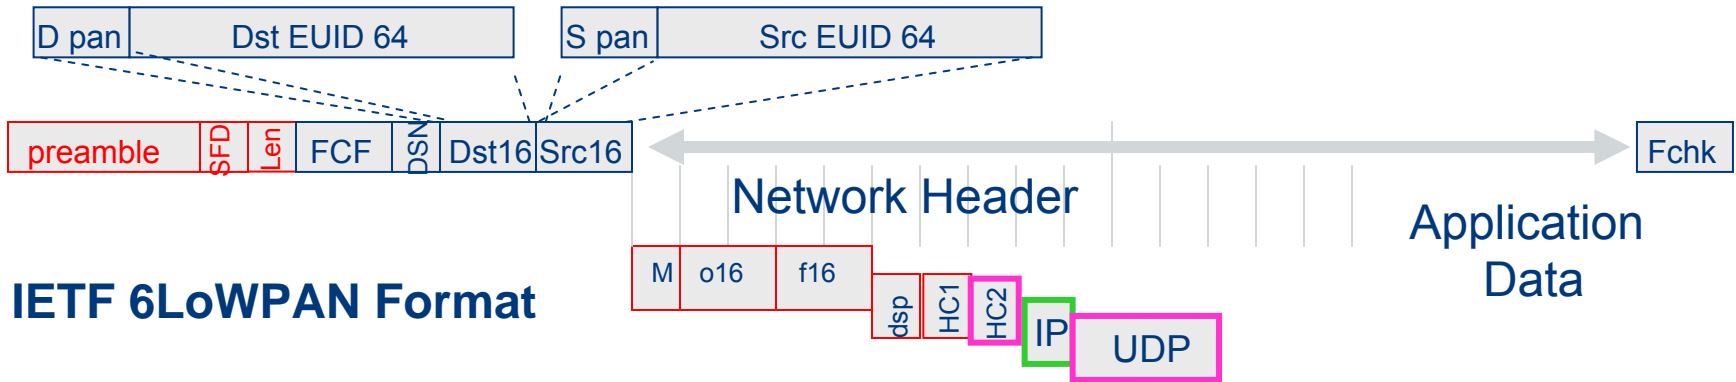 D pan Dst EUID 64 S pan Src EUID 64
preamble SFD Len FCF DSN Dst16 Src16 Fchk
Network Header
Application
Data
M o16 f16
IETF 6LoWPAN Format
dsp HC1 HC2 IP UDP